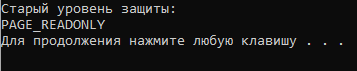 Старый уровень защиты:
PAGE_READONLY
Для продолжения нажмите любую клавишу . . .